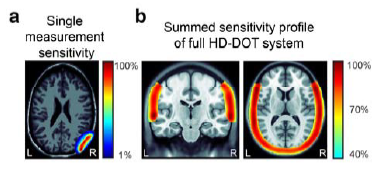 a
Single
measurement
sensitivity
100%
1%
L
R
b
Summed sensitivity profile
of full HD-DOT system
L
R
L
R
100%
70%
40%